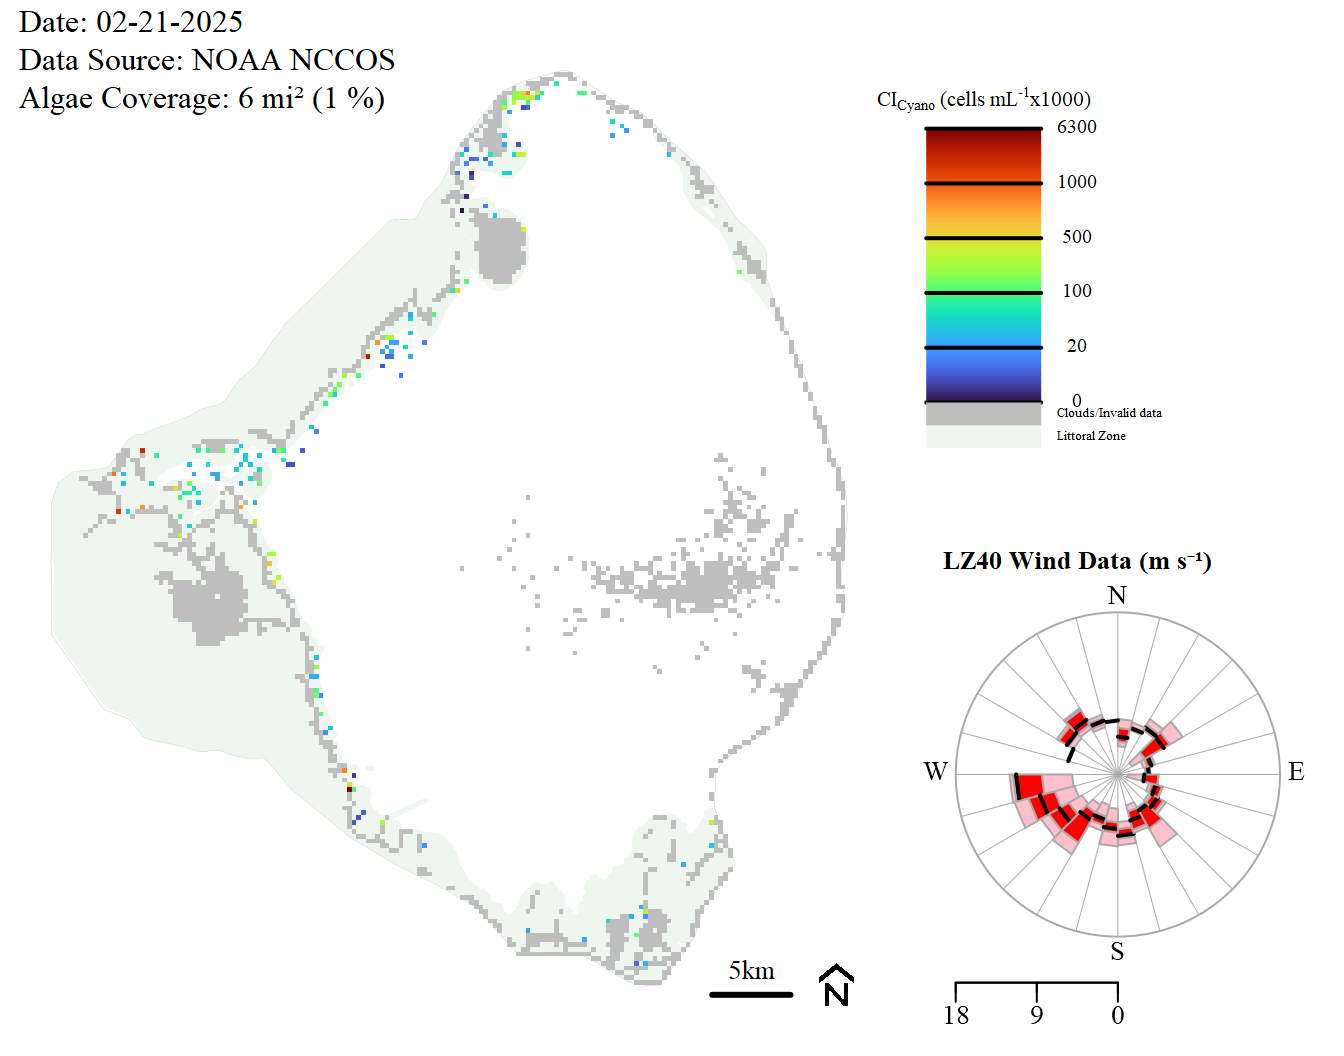 Date: 02-21-2025
Data Source: NOAA NCCOS
Algae Coverage: 6 mi² (1 %)
CICyano (cells mL⁻¹x1000)
6300
1000
500
100
20
0
Clouds/Invalid data
Littoral Zone
LZ40 Wind Data (m s⁻¹)
N
W
E
S
5km
N
18 9 0